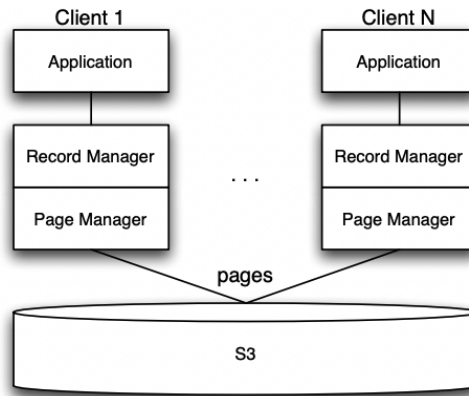 Client 1
Client N
Application
Application
Record Manager
Record Manager
. . .
Page Manager
Page Manager
pages
S3